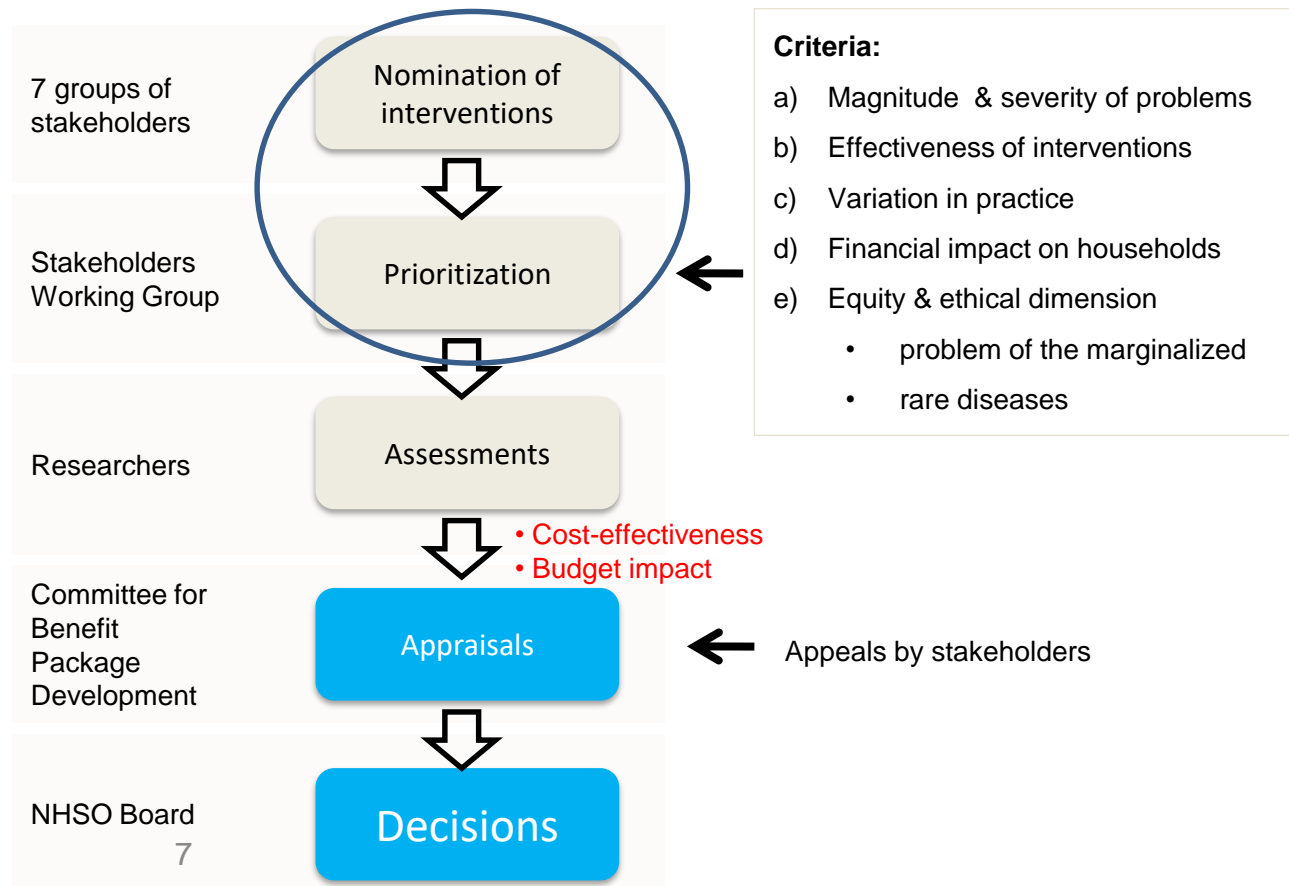 7 groups of
stakeholders
Nomination of
interventions
Criteria:
a) Magnitude & severity of problems
b) Effectiveness of interventions
c) Variation in practice
d) Financial impact on households
e) Equity & ethical dimension
• problem of the marginalized
• rare diseases
Stakeholders
Working Group
Prioritization
Researchers
Assessments
• Cost-effectiveness
• Budget impact
Committee for
Benefit
Package
Development
Appraisals
Appeals by stakeholders
NHSO Board
7
Decisions